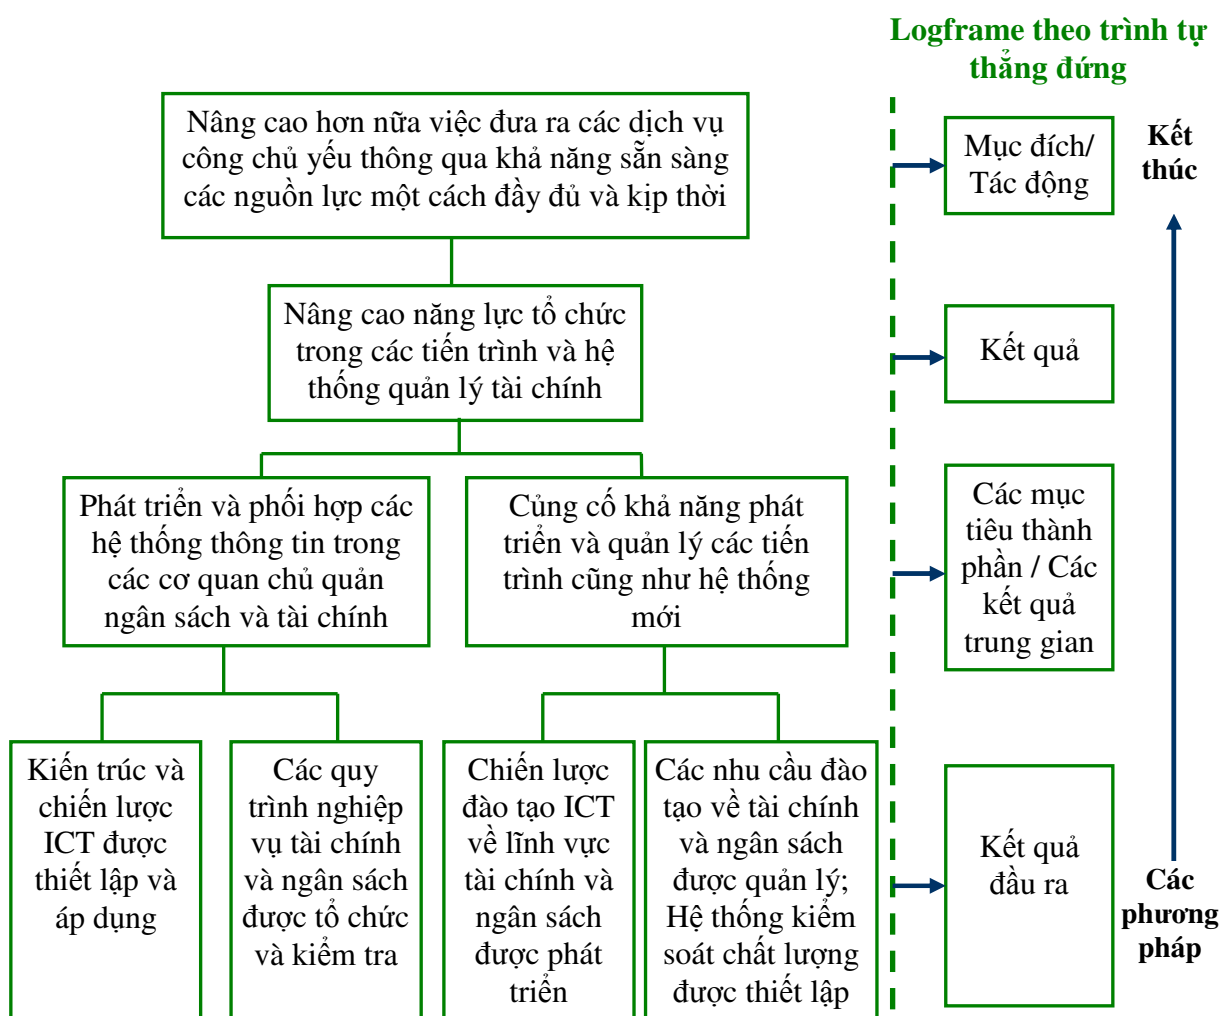 Logframe theo trình tự
thẳng đứng
Nâng cao hơn nữa việc đưa ra các dịch vụ
công chủ yếu thông qua khả năng sẵn sàng
các nguồn lực một cách đầy đủ và kịp thời
Mục đích/
Tác động
Kết
thúc
Nâng cao năng lực tổ chức
trong các tiến trình và hệ
thống quản lý tài chính
Kết quả
Phát triển và phối hợp các
hệ thống thông tin trong
các cơ quan chủ quản
ngân sách và tài chính
Củng cố khả năng phát
triển và quản lý các tiến
trình cũng như hệ thống
mới
Các mục
tiêu thành
phần / Các
kết quả
trung gian
Kiến trúc và
chiến lược
ICT được
thiết lập và
áp dụng
Các quy
trình nghiệp
vụ tài chính
và ngân sách
được tổ chức
và kiểm tra
Chiến lược
đào tạo ICT
về lĩnh vực
tài chính và
ngân sách
được phát
triển
Các nhu cầu đào
tạo về tài chính
và ngân sách
được quản lý;
Hệ thống kiểm
soát chất lượng
được thiết lập
Kết quả
đầu ra
Các
phương
pháp